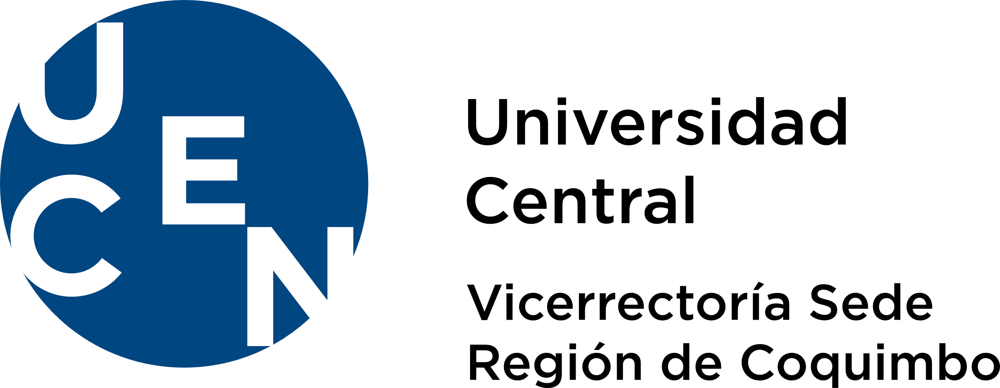 UCEN
Universidad
Central
Vicerrectoría Sede
Región de Coquimbo